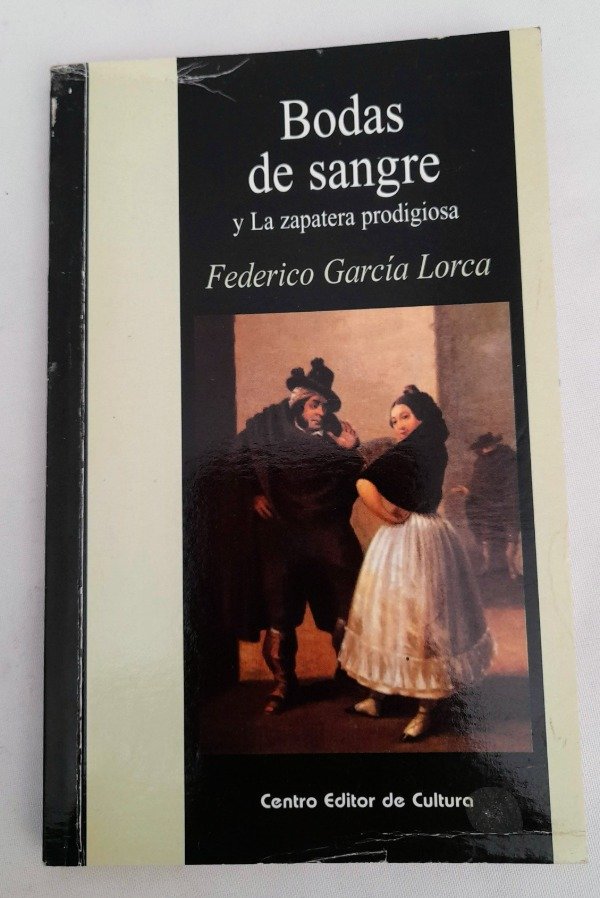 Bodas
de sangre
y La zapatera prodigiosa
Federico García Lorca
Centro Editor de Cultura